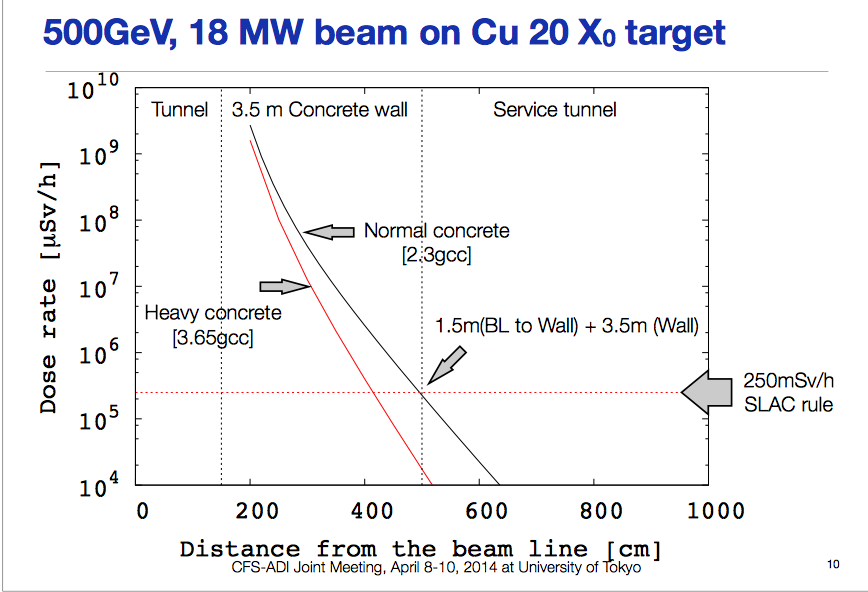 500GeV, 18 MW beam on Cu 20 X₀ target
10¹⁰
10⁹
10⁸
10⁷
10⁶
10⁵
10⁴
Dose rate [μSv/h]
Tunnel
3.5 m Concrete wall
Service tunnel
Normal concrete
[2.3gcc]
Heavy concrete
[3.65gcc]
1.5m(BL to Wall) + 3.5m (Wall)
250mSv/h
SLAC rule
0 200 400 600 800 1000
Distance from the beam line [cm]
CFS-ADI Joint Meeting, April 8-10, 2014 at University of Tokyo
10